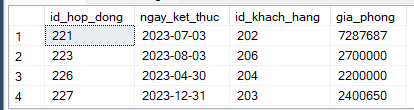 id_hop_dong ngay_ket_thuc id_khach_hang gia_phong
1 221 2023-07-03 202 7287687
2 223 2023-08-03 206 2700000
3 226 2023-04-30 204 2200000
4 227 2023-12-31 203 2400650